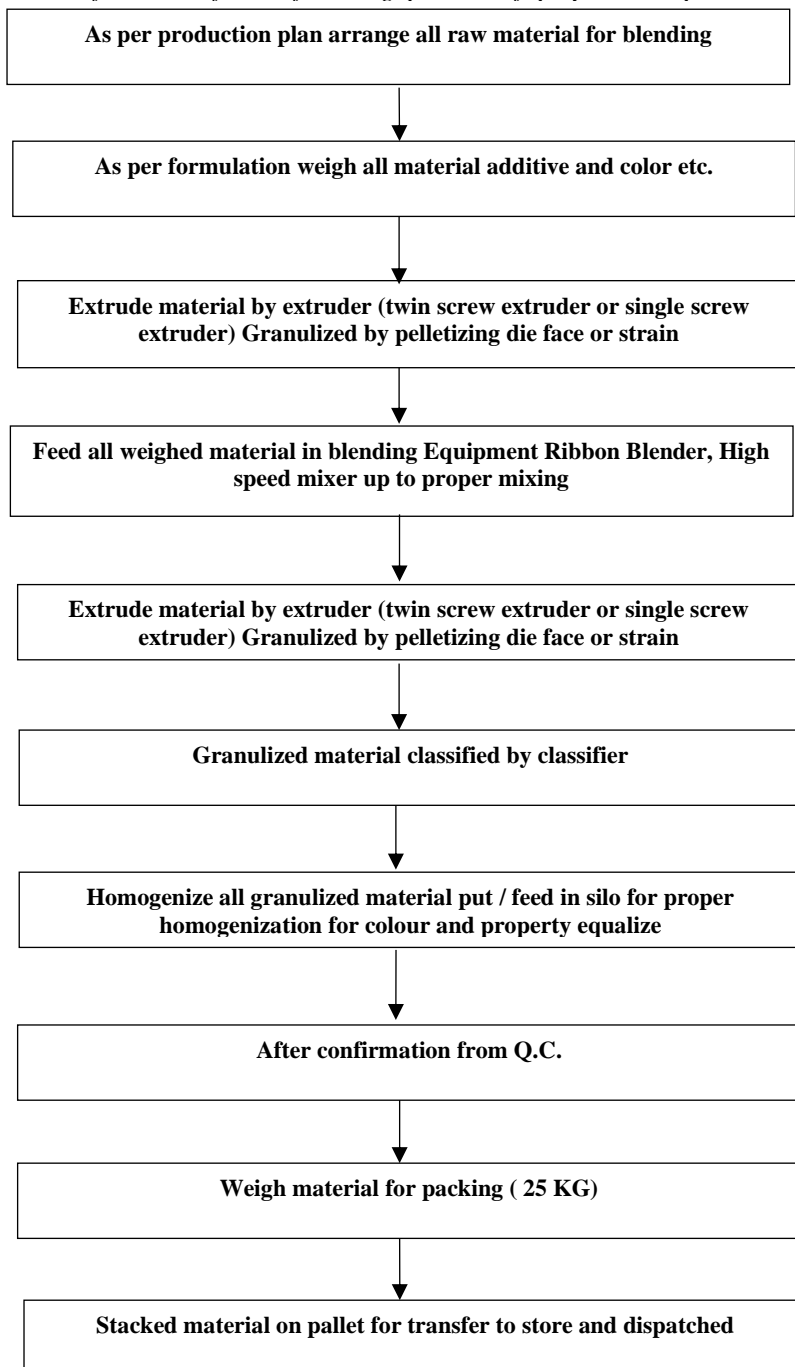 As per production plan arrange all raw material for blending
As per formulation weigh all material additive and color etc.
Extrude material by extruder (twin screw extruder or single screw
extruder) Granulized by pelletizing die face or strain
Feed all weighed material in blending Equipment Ribbon Blender, High
speed mixer up to proper mixing
Extrude material by extruder (twin screw extruder or single screw
extruder) Granulized by pelletizing die face or strain
Granulized material classified by classifier
Homogenize all granulized material put / feed in silo for proper
homogenization for colour and property equalize
After confirmation from Q.C.
Weigh material for packing ( 25 KG)
Stacked material on pallet for transfer to store and dispatched